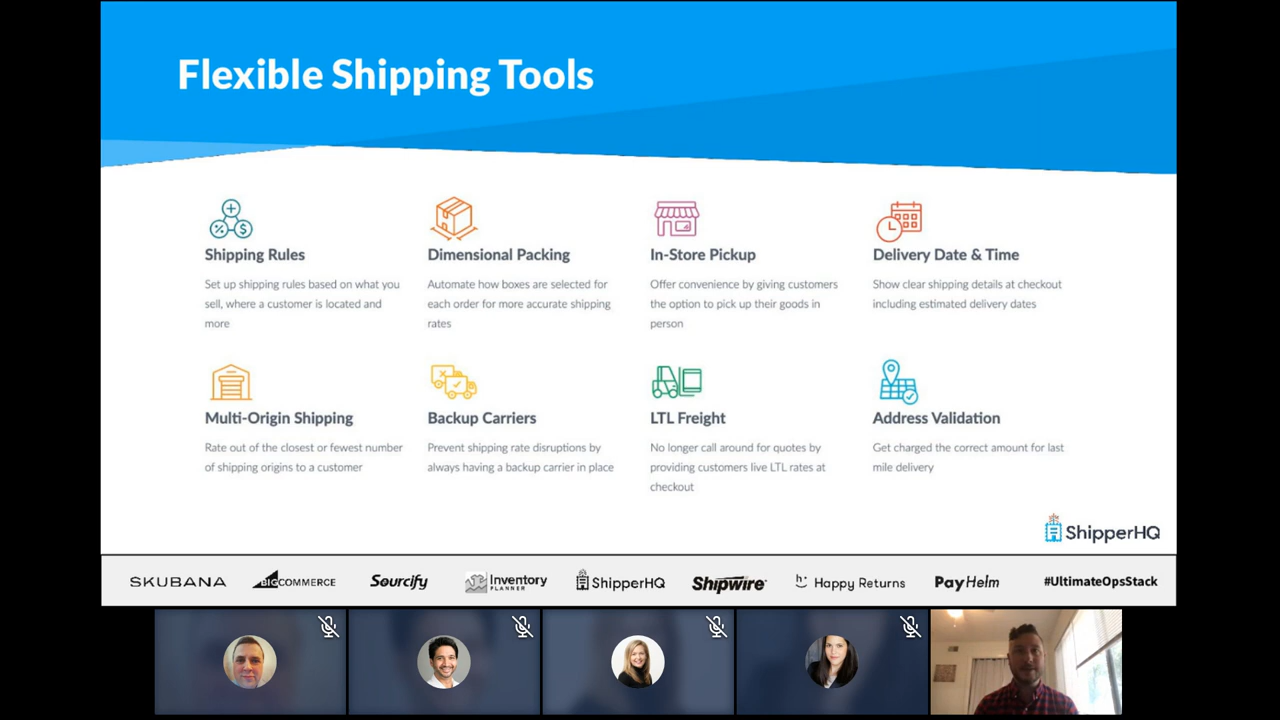 Flexible Shipping Tools
Shipping Rules
Set up shipping rules based on what you
sell, where a customer is located and
more
Dimensional Packing
Automate how boxes are selected for
each order for more accurate shipping
rates
In-Store Pickup
Offer convenience by giving customers
the option to pick up their goods in
person
Delivery Date & Time
Show clear shipping details at checkout
including estimated delivery dates
Multi-Origin Shipping
Rate out of the closest or fewest number
of shipping origins to a customer
Backup Carriers
Prevent shipping rate disruptions by
always having a backup carrier in place
LTL Freight
No longer call around for quotes by
providing customers live LTL rates at
checkout
Address Validation
Get charged the correct amount for last
mile delivery
ShipperHQ
SKUBANA
BIGCOMMERCE
Sourcify
Inventory
PLANNER
ShipperHQ
Shipwire
Happy Returns
PayHelm
#UltimateOpsStack